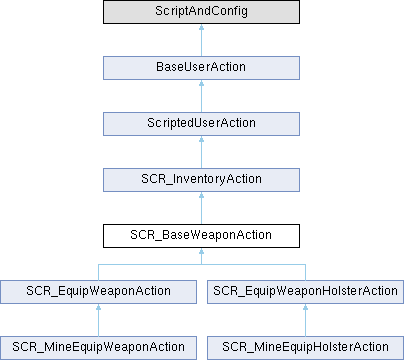 ScriptAndConfig
BaseUserAction
ScriptedUserAction
SCR_InventoryAction
SCR_BaseWeaponAction
SCR_EquipWeaponAction
SCR_EquipWeaponHolsterAction
SCR_MineEquipWeaponAction
SCR_MineEquipHolsterAction